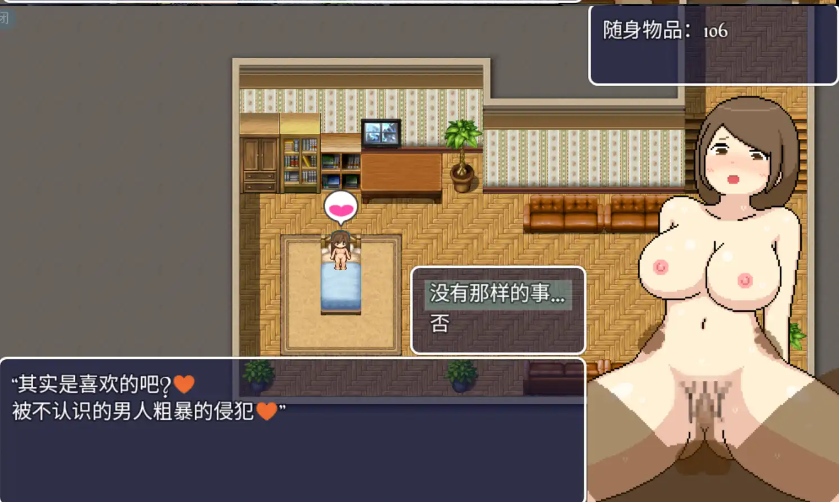 闭
随身物品：106
没有那样的事...
否
“其实是喜欢的吧？🧡
被不认识的男人粗暴的侵犯🧡”